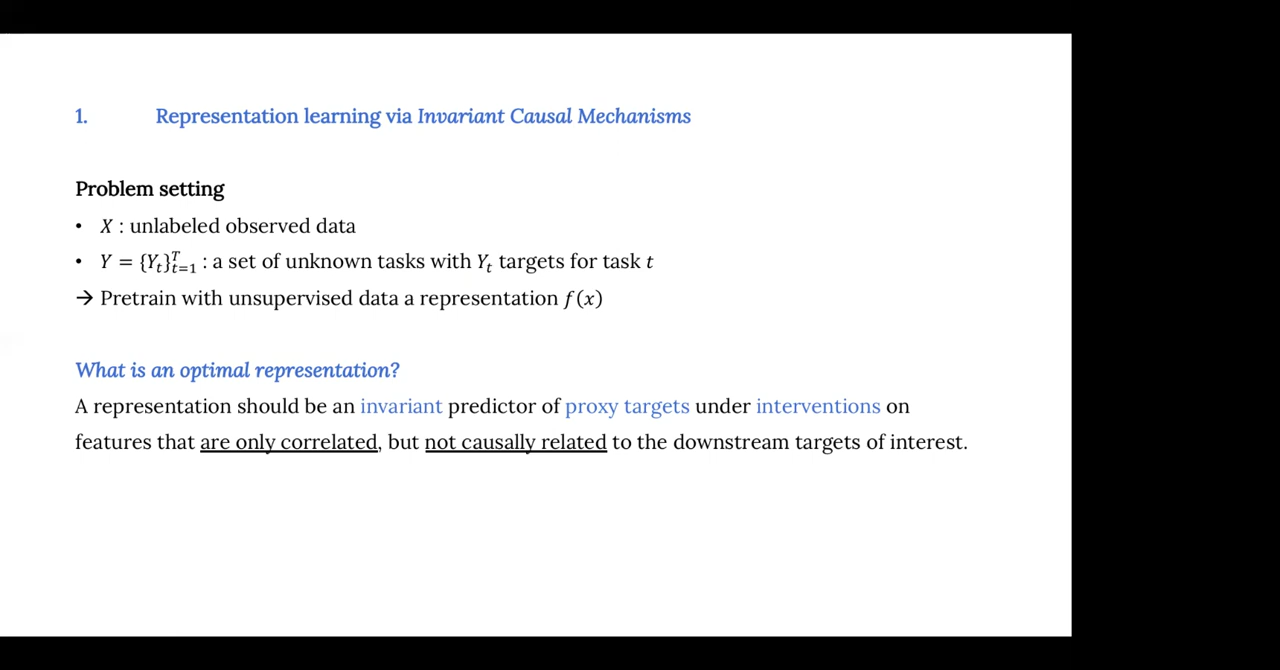 1. Representation learning via Invariant Causal Mechanisms
Problem setting
• X : unlabeled observed data
• Y = {Y_t}_{t=1}^T : a set of unknown tasks with Y_t targets for task t
→ Pretrain with unsupervised data a representation f(x)
What is an optimal representation?
A representation should be an invariant predictor of proxy targets under interventions on
features that are only correlated, but not causally related to the downstream targets of interest.